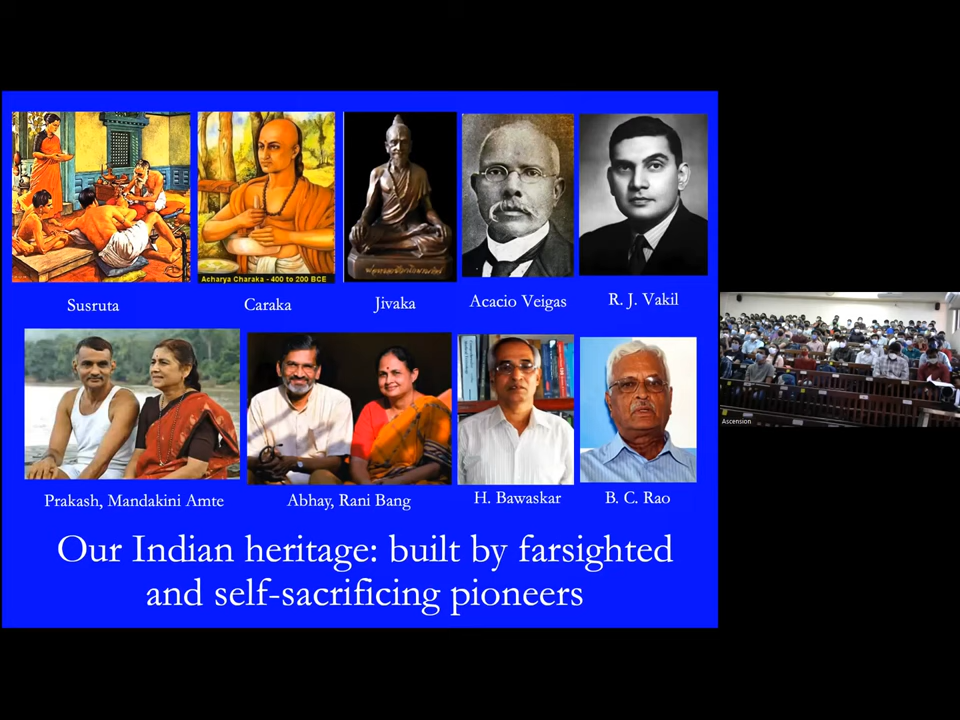 Acharya Charaka - 400 to 200 BCE
Susruta
Caraka
Jivaka
Acacio Veigas
R. J. Vakil
Prakash, Mandakini Amte
Abhay, Rani Bang
H. Bawaskar
B. C. Rao
Our Indian heritage: built by farsighted
and self-sacrificing pioneers
Ascension